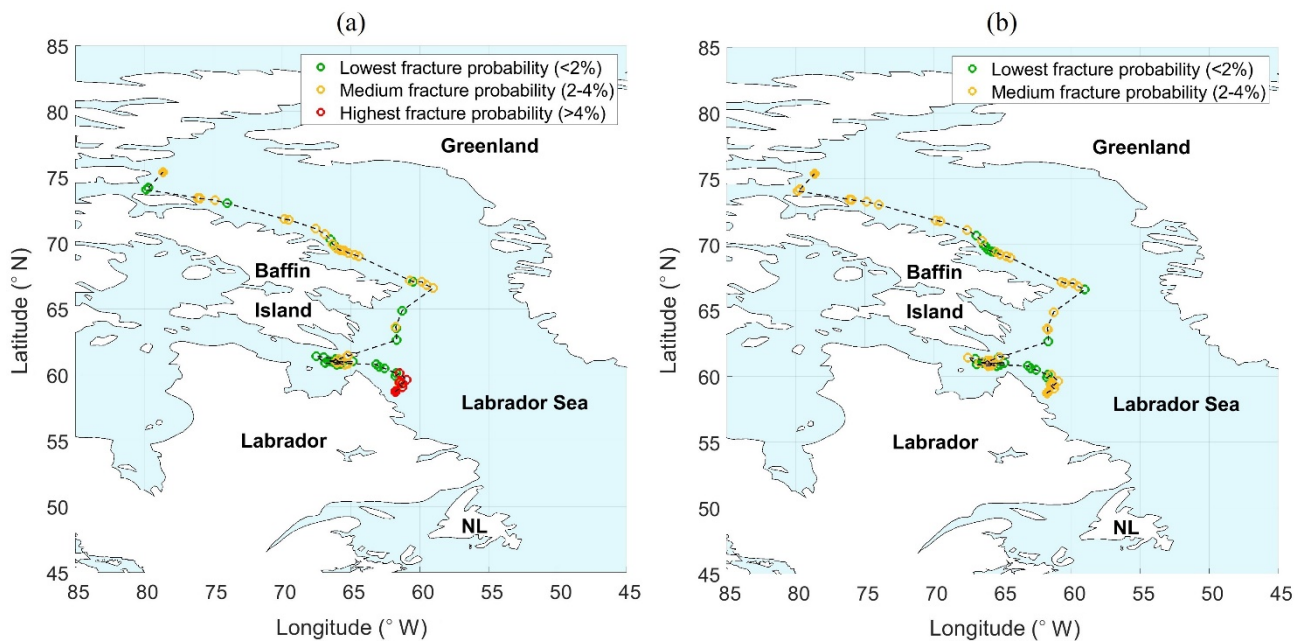 (a)
85
80
75
70
65
60
55
50
45
Latitude (° N)
Lowest fracture probability (<2%)
Medium fracture probability (2-4%)
Highest fracture probability (>4%)
Greenland
Baffin
Island
Labrador Sea
Labrador
NL
85 80 75 70 65 60 55 50 45
Longitude (° W)
(b)
85
80
75
70
65
60
55
50
45
Latitude (° N)
Lowest fracture probability (<2%)
Medium fracture probability (2-4%)
Greenland
Baffin
Island
Labrador Sea
Labrador
NL
85 80 75 70 65 60 55 50 45
Longitude (° W)